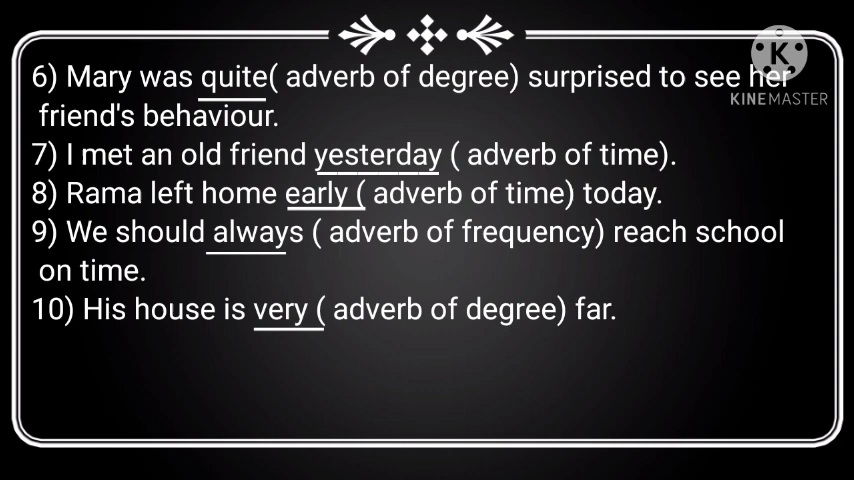 6) Mary was quite( adverb of degree) surprised to see her
friend's behaviour.
7) I met an old friend yesterday ( adverb of time).
8) Rama left home early ( adverb of time) today.
9) We should always ( adverb of frequency) reach school
on time.
10) His house is very ( adverb of degree) far.
K
KINEMASTER